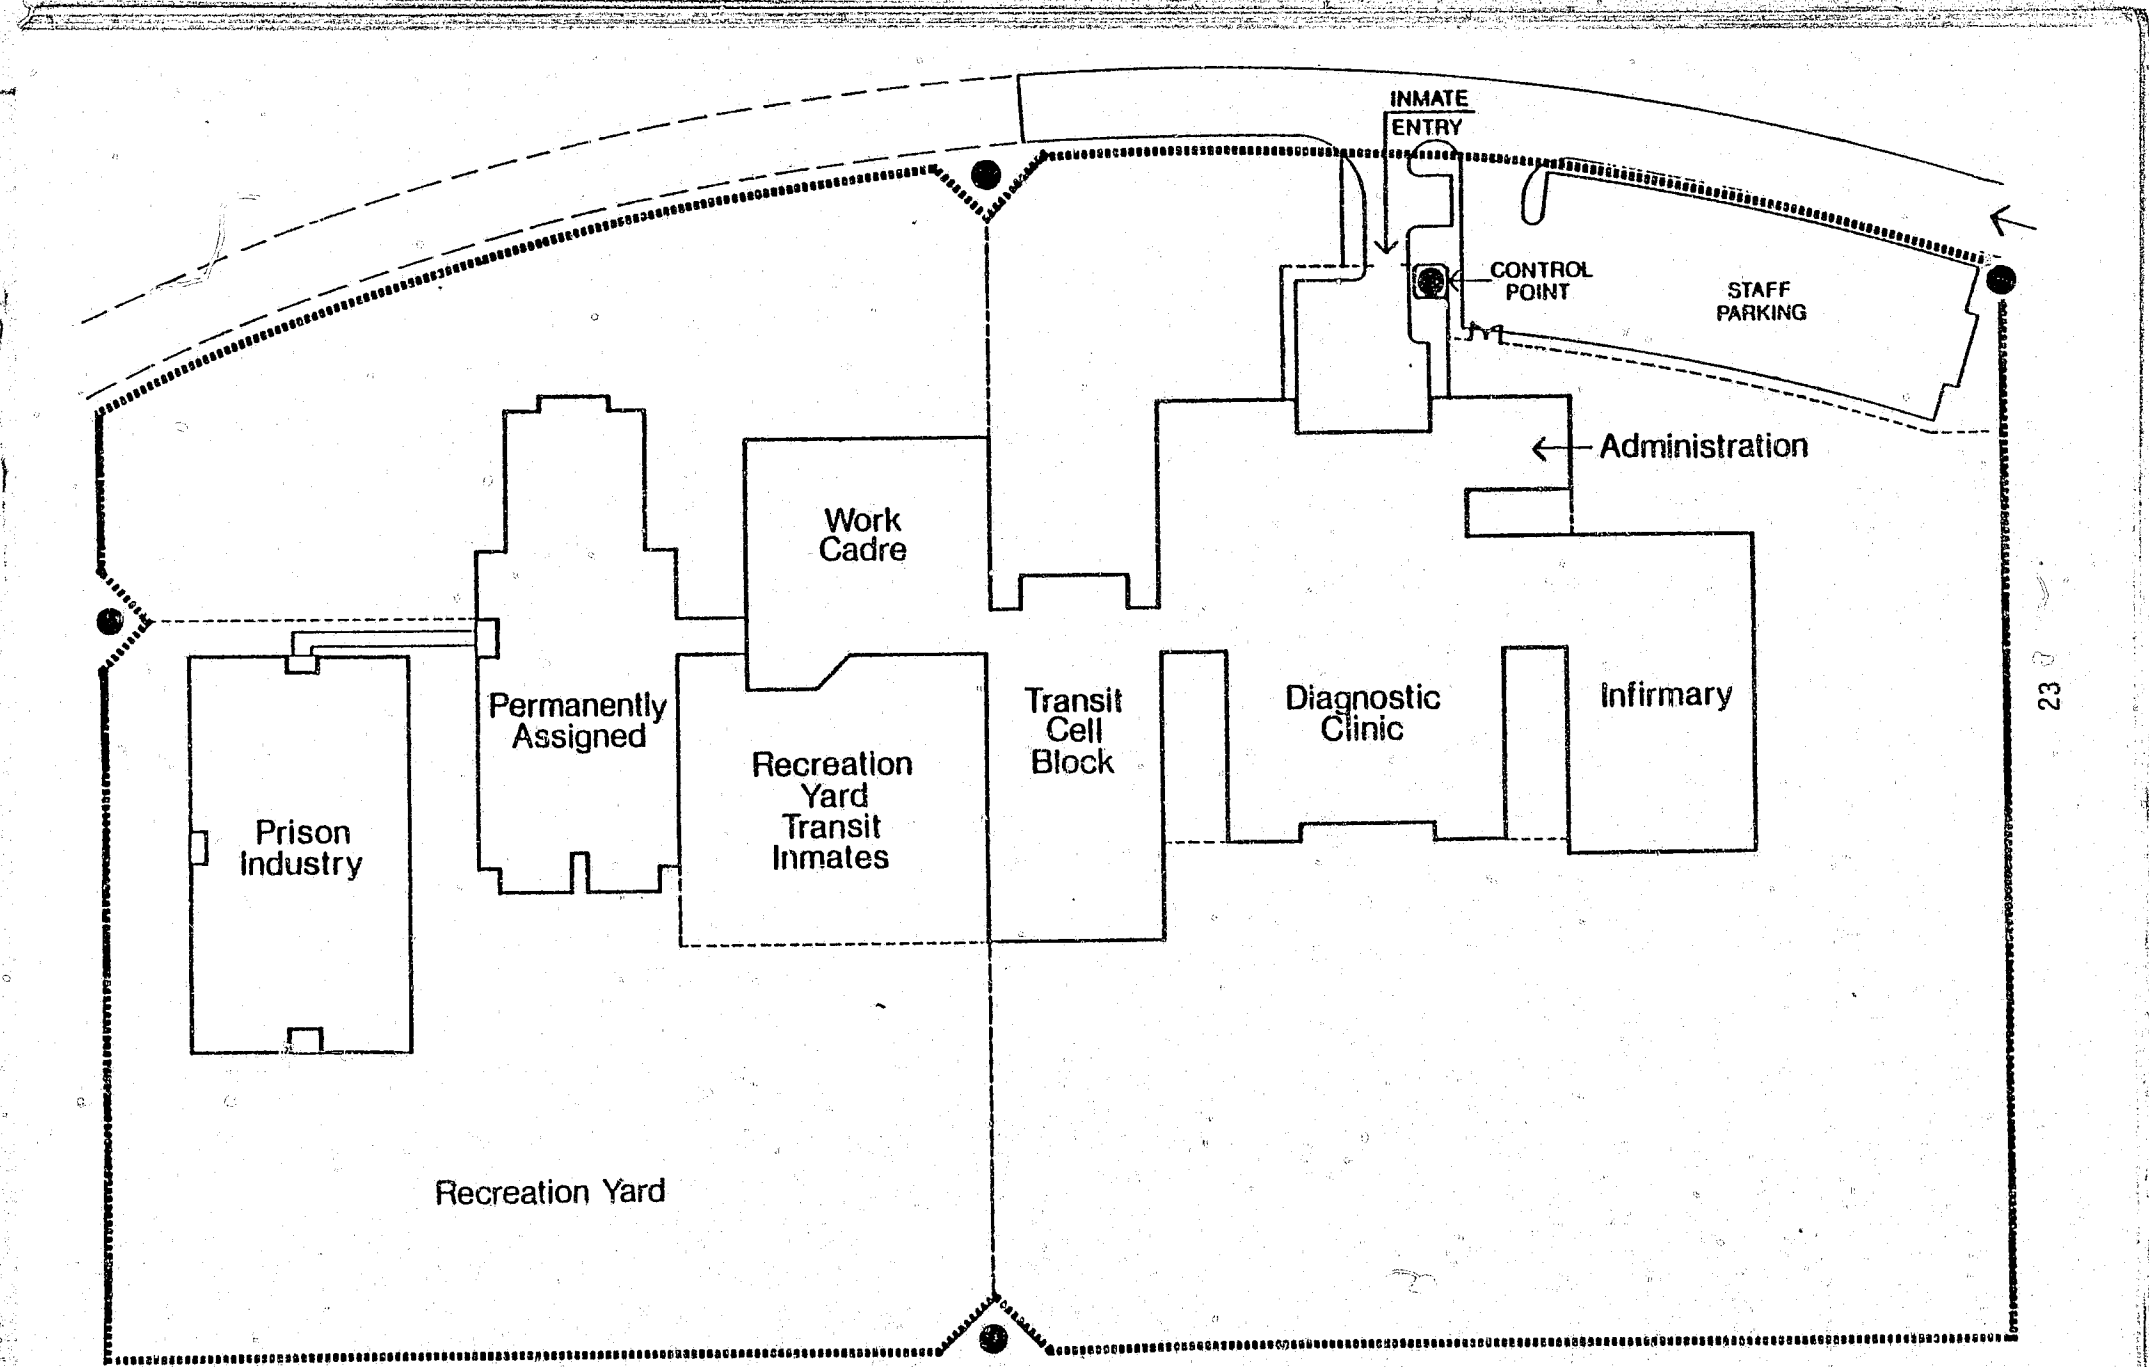 INMATE
ENTRY
CONTROL
POINT
STAFF
PARKING
Administration
Work
Cadre
Permanently
Assigned
Transit
Cell
Block
Diagnostic
Clinic
Infirmary
Recreation
Yard
Transit
Inmates
Prison
Industry
Recreation Yard
23